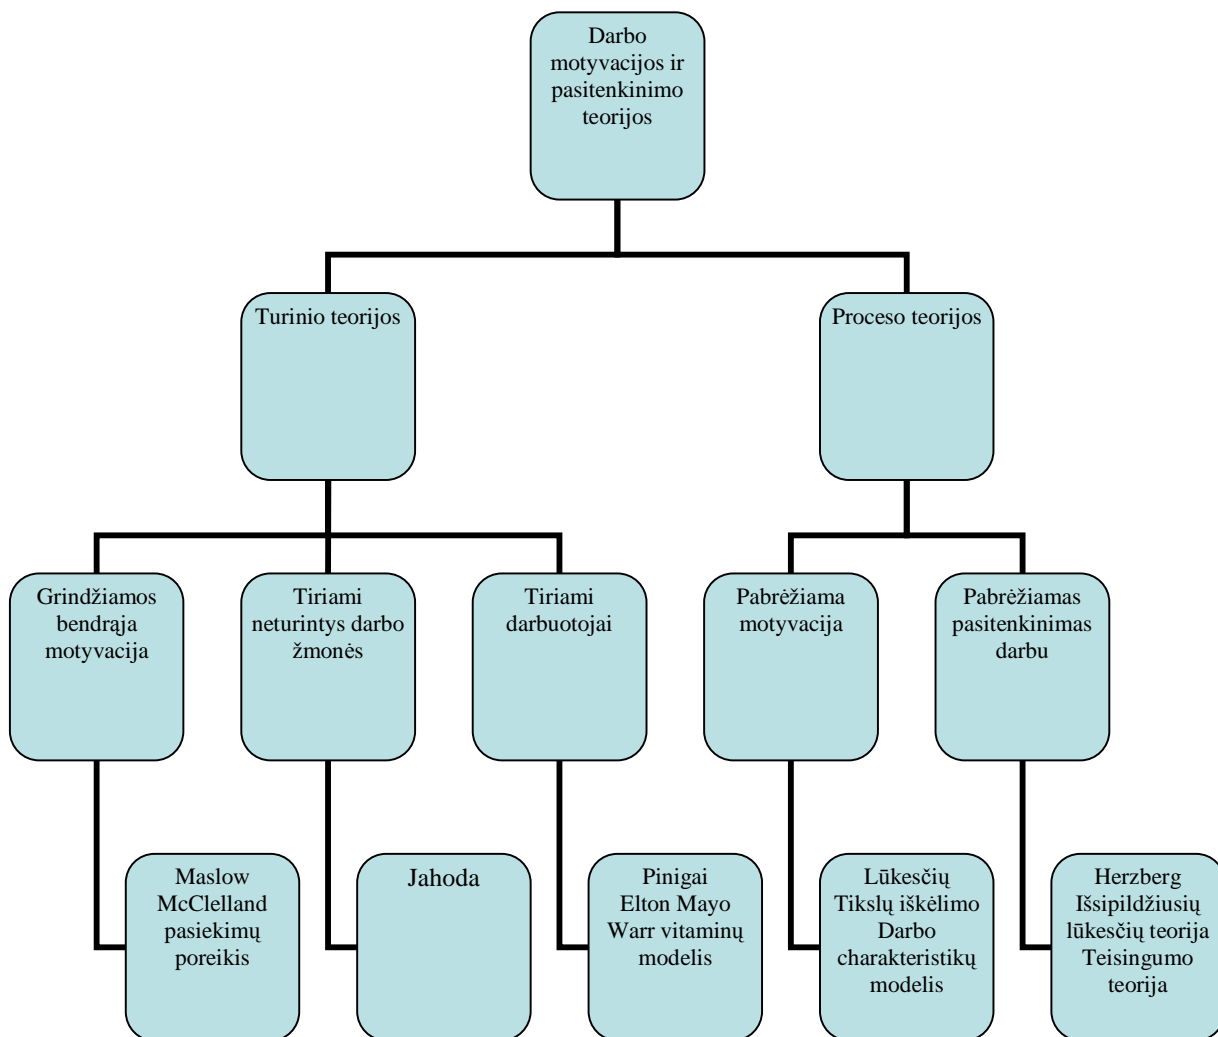 Darbo
motyvacijos ir
pasitenkinimo
teorijos
Turinio teorijos
Proceso teorijos
Grindžiamos
bendrąja
motyvacija
Tiriami
neturintys darbo
žmonės
Tiriami
darbuotojai
Pabrėžiama
motyvacija
Pabrėžiamas
pasitenkinimas
darbu
Maslow
McClelland
pasiekimų
poreikis
Jahoda
Pinigai
Elton Mayo
Warr vitaminų
modelis
Lūkesčių
Tikslų iškėlimo
Darbo
charakteristikų
modelis
Herzberg
Išsipildžiusių
lūkesčių teorija
Teisingumo
teorija